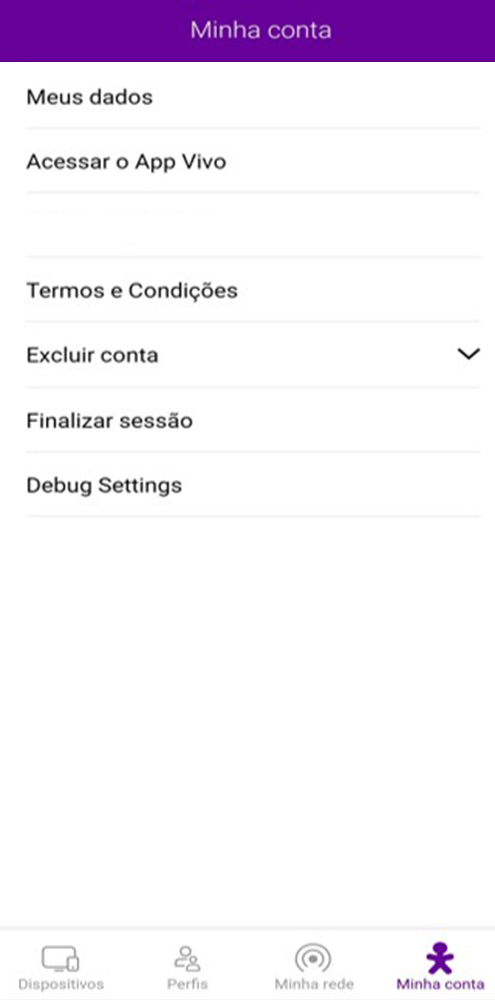 Minha conta
Meus dados
Acessar o App Vivo
Termos e Condições
Excluir conta
Finalizar sessão
Debug Settings
Dispositivos
Perfis
Minha rede
Minha conta